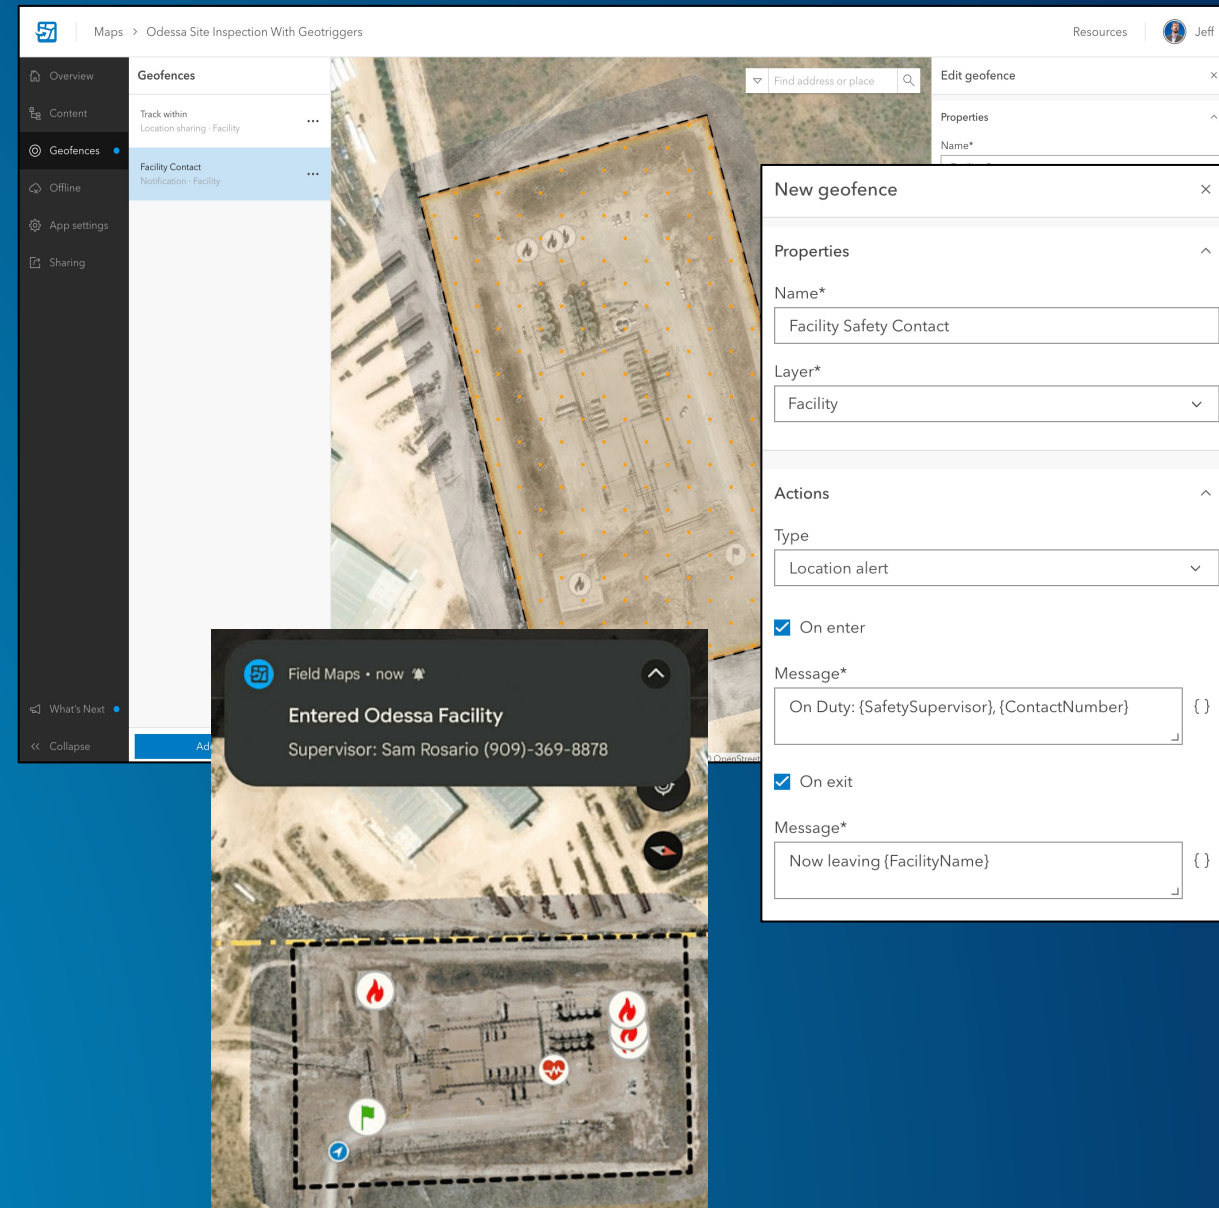 Maps > Odessa Site Inspection With Geotriggers
Resources
Jeff
Overview
Content
Geofences
Offline
App settings
Sharing
What's Next
Collapse
Geofences
Track within
Location sharing · Facility
Facility Contact
Notification · Facility
Find address or place
Edit geofence
Properties
Name*
New geofence
Properties
Name*
Facility Safety Contact
Layer*
Facility
Actions
Type
Location alert
On enter
Message*
On Duty: {SafetySupervisor}, {ContactNumber}
{ }
On exit
Message*
Now leaving {FacilityName}
{ }
Field Maps • now
Entered Odessa Facility
Supervisor: Sam Rosario (909)-369-8878